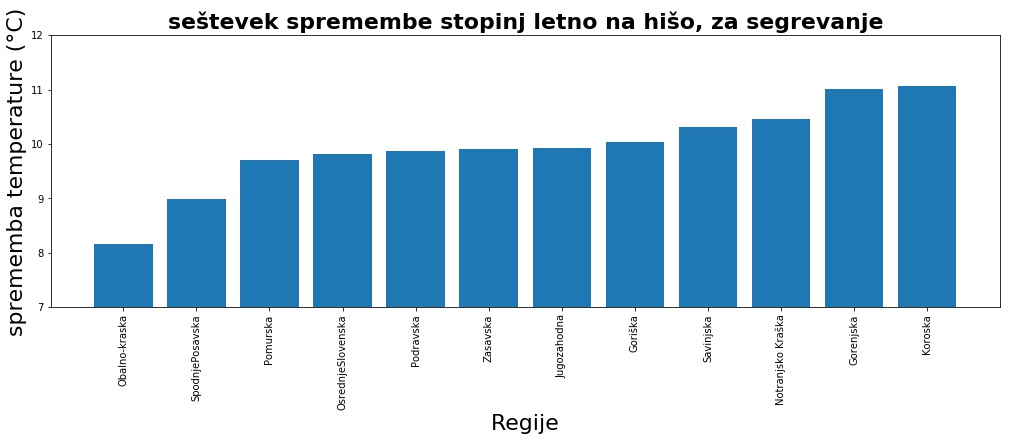 seštevek spremembe stopinj letno na hišo, za segrevanje
sprememba temperature (°C)
12
11
10
9
8
7
Obalno-kraska
SpodnjePosavska
Pomurska
OsrednjeSlovenska
Podravska
Zasavska
Jugozahodna
Goriška
Savinjska
Notranjsko Kraška
Gorenjska
Koroska
Regije